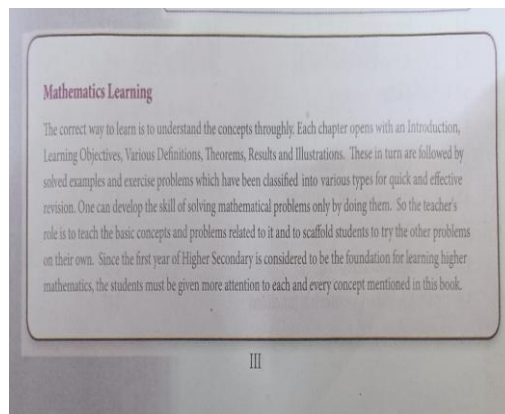 Mathematics Learning
The correct way to learn is to understand the concepts throughly. Each chapter opens with an Introduction,
Learning Objectives, Various Definitions, Theorems, Results and Illustrations. These in turn are followed by
solved examples and exercise problems which have been classified into various types for quick and effective
revision. One can develop the skill of solving mathematical problems only by doing them. So the teacher's
role is to teach the basic concepts and problems related to it and to scaffold students to try the other problems
on their own. Since the first year of Higher Secondary is considered to be the foundation for learning higher
mathematics, the students must be given more attention to each and every concept mentioned in this book.
III